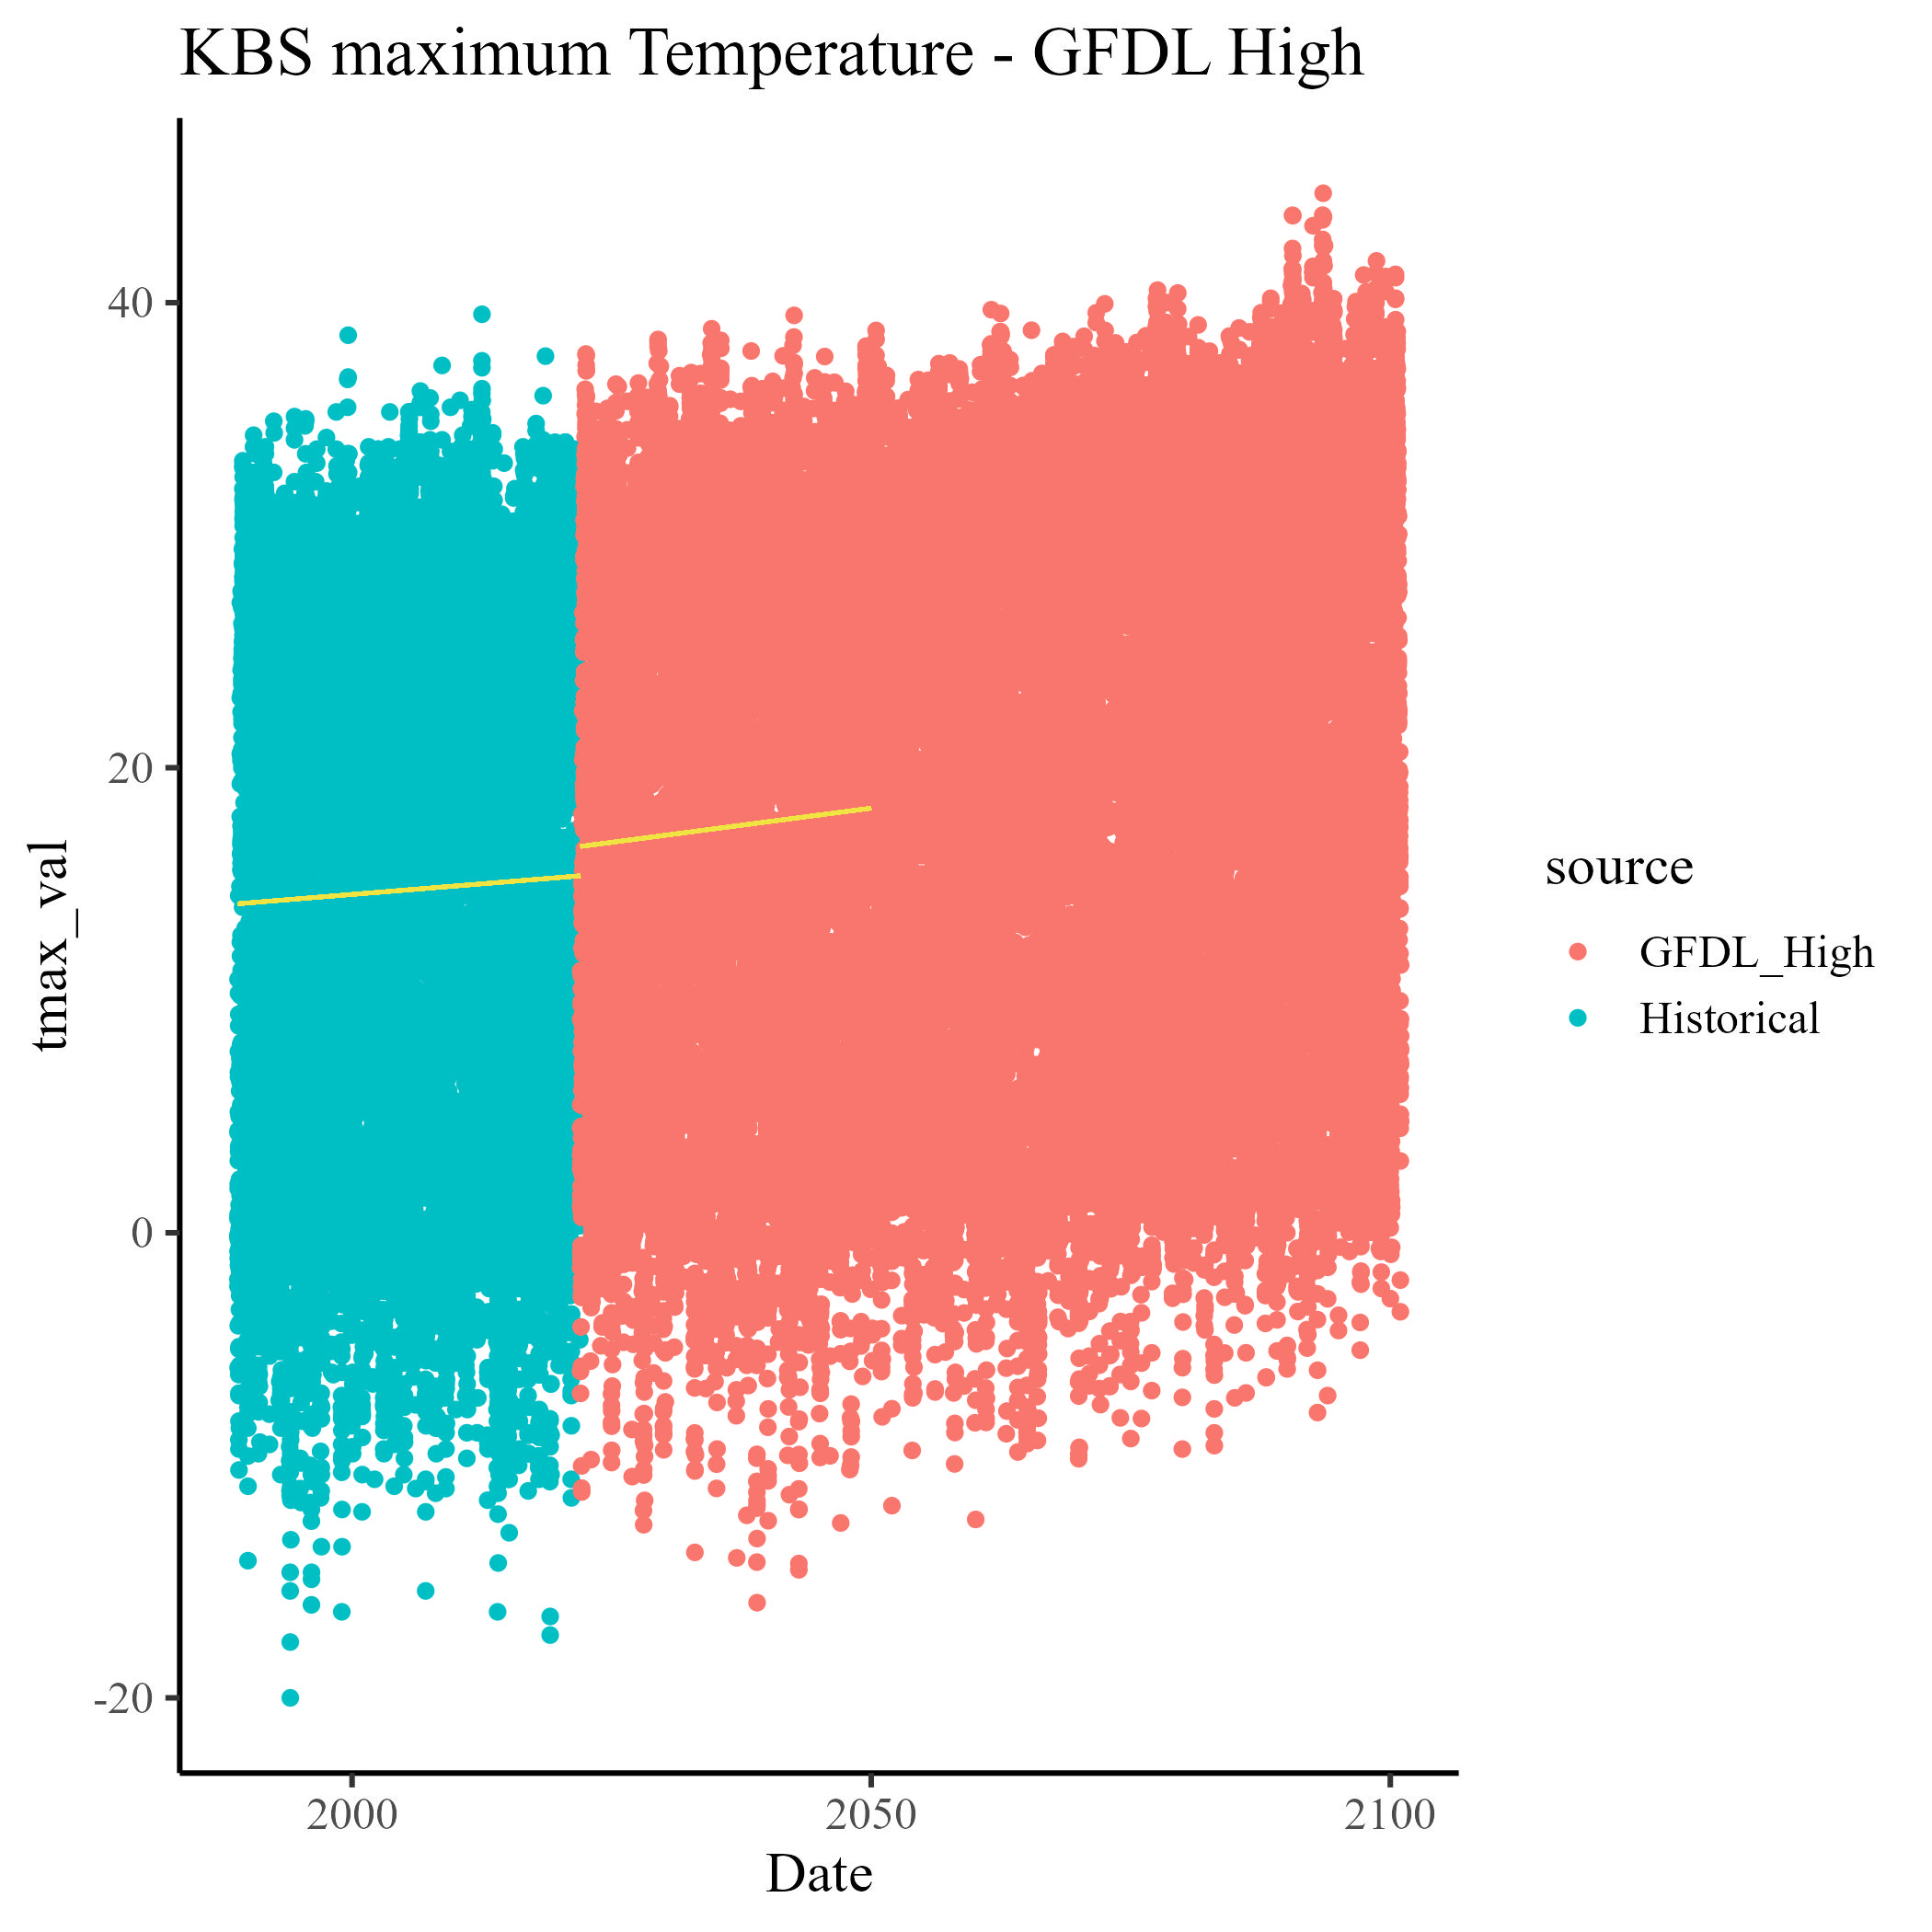 KBS maximum Temperature - GFDL High
40
20
0
-20
tmax_val
2000
2050
2100
Date
source
GFDL_High
Historical